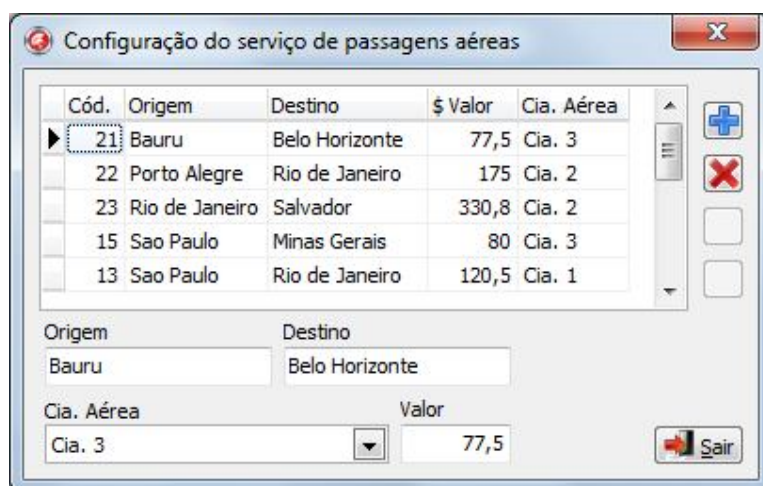 Configuração do serviço de passagens aéreas
Cód. Origem Destino $ Valor Cia. Aérea
21 Bauru Belo Horizonte 77,5 Cia. 3
22 Porto Alegre Rio de Janeiro 175 Cia. 2
23 Rio de Janeiro Salvador 330,8 Cia. 2
15 Sao Paulo Minas Gerais 80 Cia. 3
13 Sao Paulo Rio de Janeiro 120,5 Cia. 1
Origem Destino
Bauru Belo Horizonte
Cia. Aérea Valor
Cia. 3 77,5 Sair